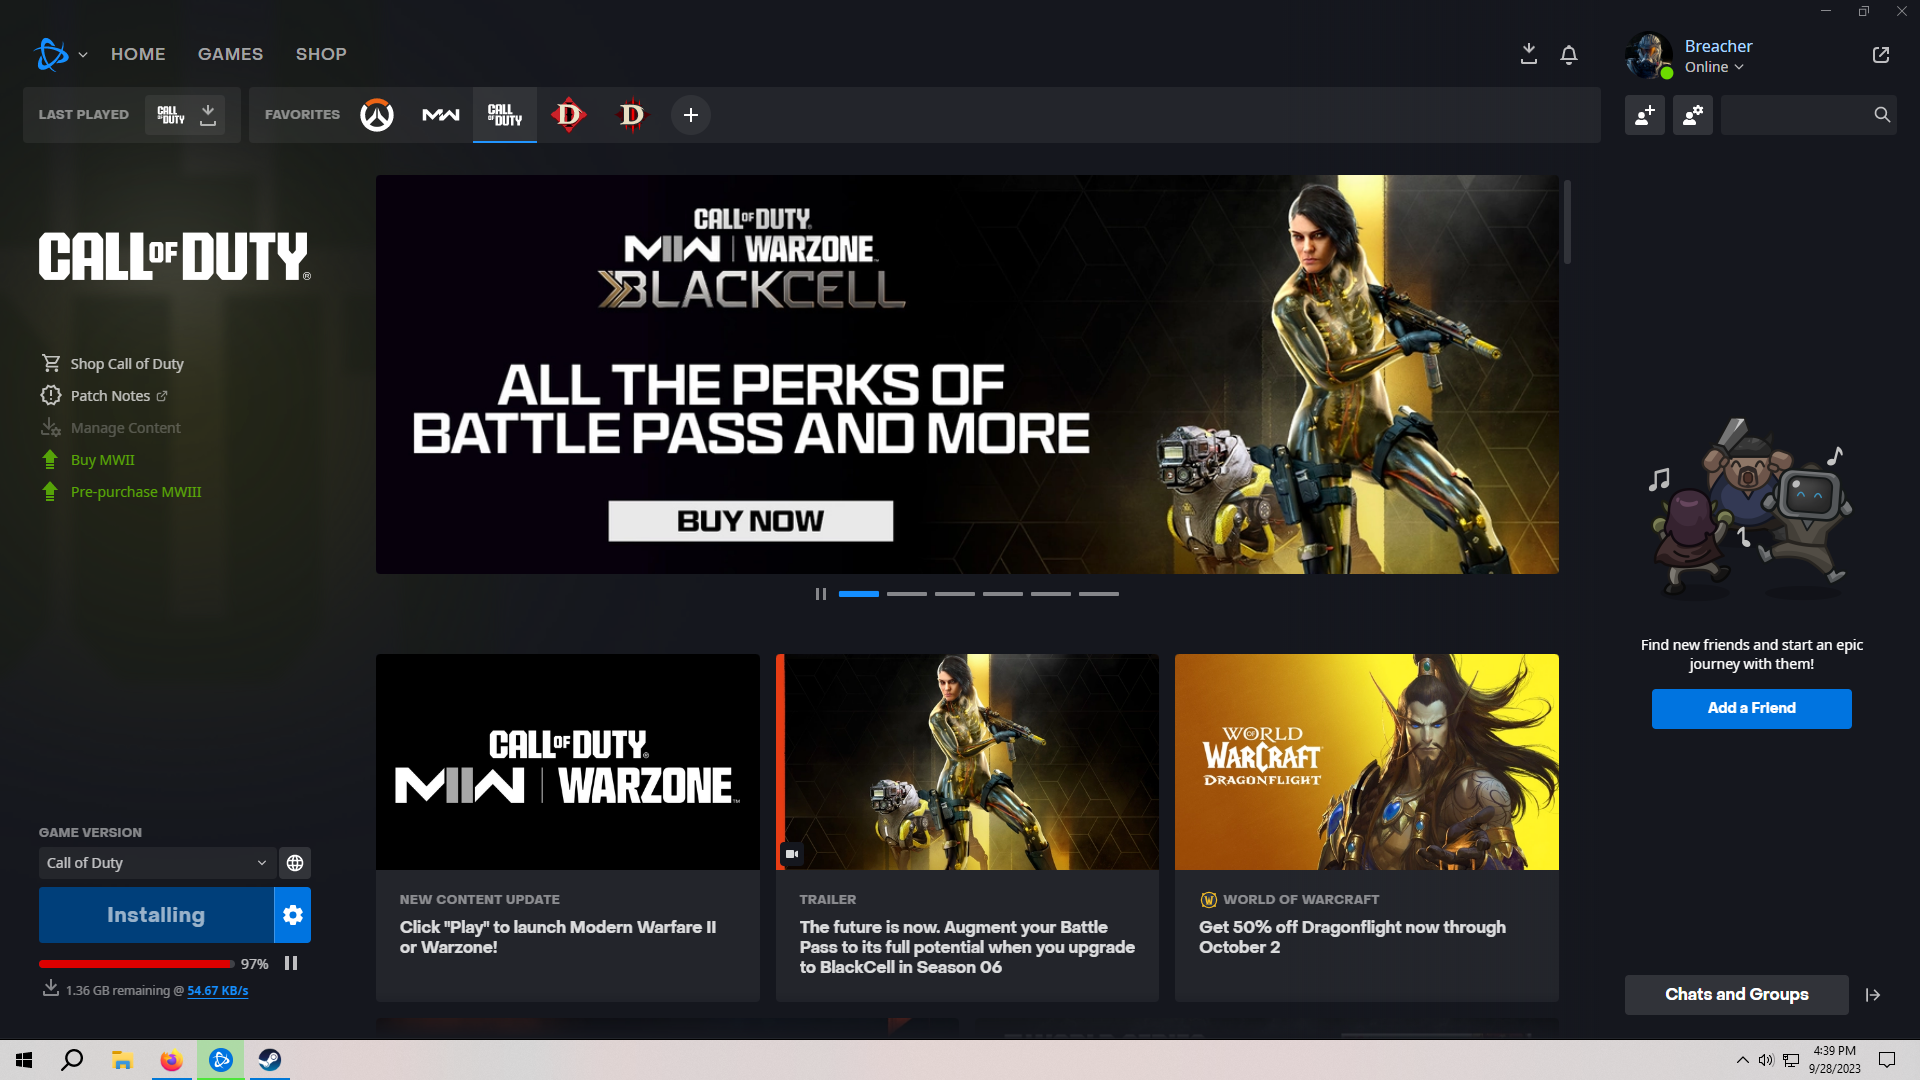 HOME
GAMES
SHOP
Breacher
Online
LAST PLAYED
CALL OF DUTY
FAVORITES
MW
CALL OF DUTY
D
D
CALL OF DUTY®
Shop Call of Duty
Patch Notes
Manage Content
Buy MWII
Pre-purchase MWIII
CALL OF DUTY
MWII | WARZONE
BLACKCELL
ALL THE PERKS OF
BATTLE PASS AND MORE
BUY NOW
Find new friends and start an epic
journey with them!
Add a Friend
CALL OF DUTY®
MWII | WARZONE™
WORLD OF
WARCRAFT
DRAGONFLIGHT
GAME VERSION
Call of Duty
Installing
97%
1.36 GB remaining @ 54.67 KB/s
NEW CONTENT UPDATE
Click "Play" to launch Modern Warfare II
or Warzone!
TRAILER
The future is now. Augment your Battle
Pass to its full potential when you upgrade
to BlackCell in Season 06
WORLD OF WARCRAFT
Get 50% off Dragonflight now through
October 2
Chats and Groups
4:39 PM
9/28/2023